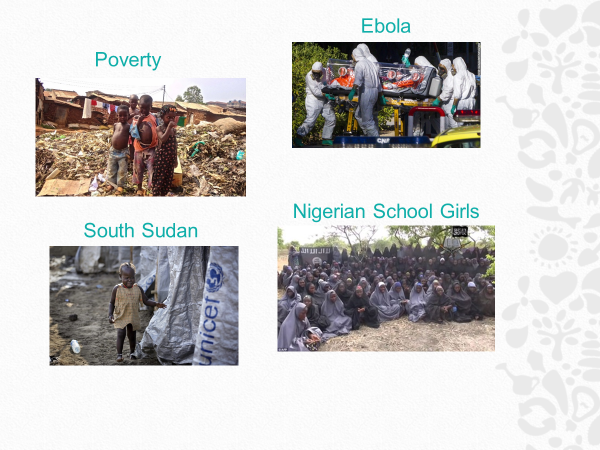 Ebola
Poverty
Nigerian School Girls
South Sudan
unicef